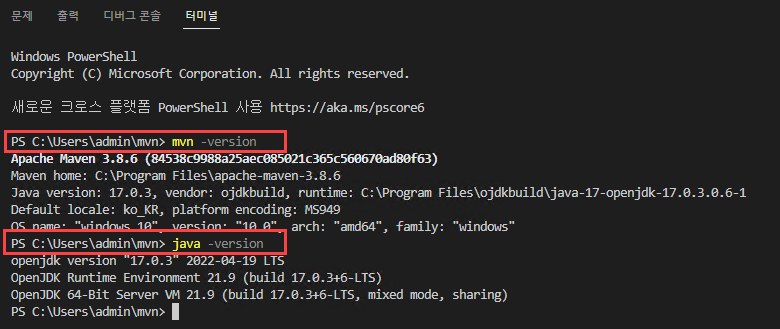 문제 출력 디버그 콘솔 터미널
Windows PowerShell
Copyright (C) Microsoft Corporation. All rights reserved.
새로운 크로스 플랫폼 PowerShell 사용 https://aka.ms/pscore6
PS C:\Users\admin\mvn> mvn -version
Apache Maven 3.8.6 (84538c9988a25aec085021c365c560670ad80f63)
Maven home: C:\Program Files\apache-maven-3.8.6
Java version: 17.0.3, vendor: ojdkbuild, runtime: C:\Program Files\ojdkbuild\java-17-openjdk-17.0.3.0.6-1
Default locale: ko_KR, platform encoding: MS949
OS name: "windows 10", version: "10.0", arch: "amd64", family: "windows"
PS C:\Users\admin\mvn> java -version
openjdk version "17.0.3" 2022-04-19 LTS
OpenJDK Runtime Environment 21.9 (build 17.0.3+6-LTS)
OpenJDK 64-Bit Server VM 21.9 (build 17.0.3+6-LTS, mixed mode, sharing)
PS C:\Users\admin\mvn>